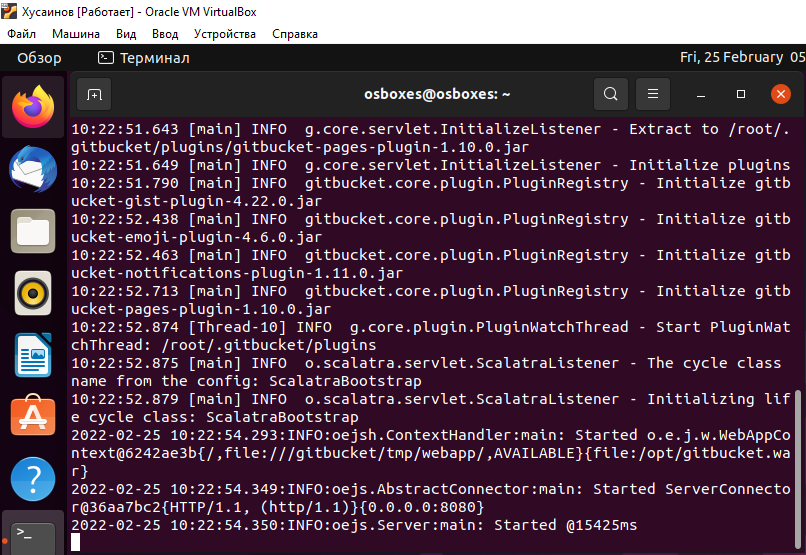 Хусаинов [Работает] - Oracle VM VirtualBox
Файл Машина Вид Ввод Устройства Справка
Обзор Терминал Fri, 25 February 05
osboxes@osboxes: ~
10:22:51.643 [main] INFO  g.core.servlet.InitializeListener - Extract to /root/.
gitbucket/plugins/gitbucket-pages-plugin-1.10.0.jar
10:22:51.649 [main] INFO  g.core.servlet.InitializeListener - Initialize plugins
10:22:51.790 [main] INFO  gitbucket.core.plugin.PluginRegistry - Initialize gitb
ucket-gist-plugin-4.22.0.jar
10:22:52.438 [main] INFO  gitbucket.core.plugin.PluginRegistry - Initialize gitb
ucket-emoji-plugin-4.6.0.jar
10:22:52.463 [main] INFO  gitbucket.core.plugin.PluginRegistry - Initialize gitb
ucket-notifications-plugin-1.11.0.jar
10:22:52.713 [main] INFO  gitbucket.core.plugin.PluginRegistry - Initialize gitb
ucket-pages-plugin-1.10.0.jar
10:22:52.874 [Thread-10] INFO  g.core.plugin.PluginWatchThread - Start PluginWat
chThread: /root/.gitbucket/plugins
10:22:52.875 [main] INFO  o.scalatra.servlet.ScalatraListener - The cycle class
name from the config: ScalatraBootstrap
10:22:52.879 [main] INFO  o.scalatra.servlet.ScalatraListener - Initializing lif
e cycle class: ScalatraBootstrap
2022-02-25 10:22:54.293:INFO:oejsh.ContextHandler:main: Started o.e.j.w.WebAppCo
ntext@6242ae3b{/,file:///gitbucket/tmp/webapp/,AVAILABLE}{file:/opt/gitbucket.wa
r}
2022-02-25 10:22:54.349:INFO:oejs.AbstractConnector:main: Started ServerConnecto
r@36aa7bc2{HTTP/1.1, (http/1.1)}{0.0.0.0:8080}
2022-02-25 10:22:54.350:INFO:oejs.Server:main: Started @15425ms